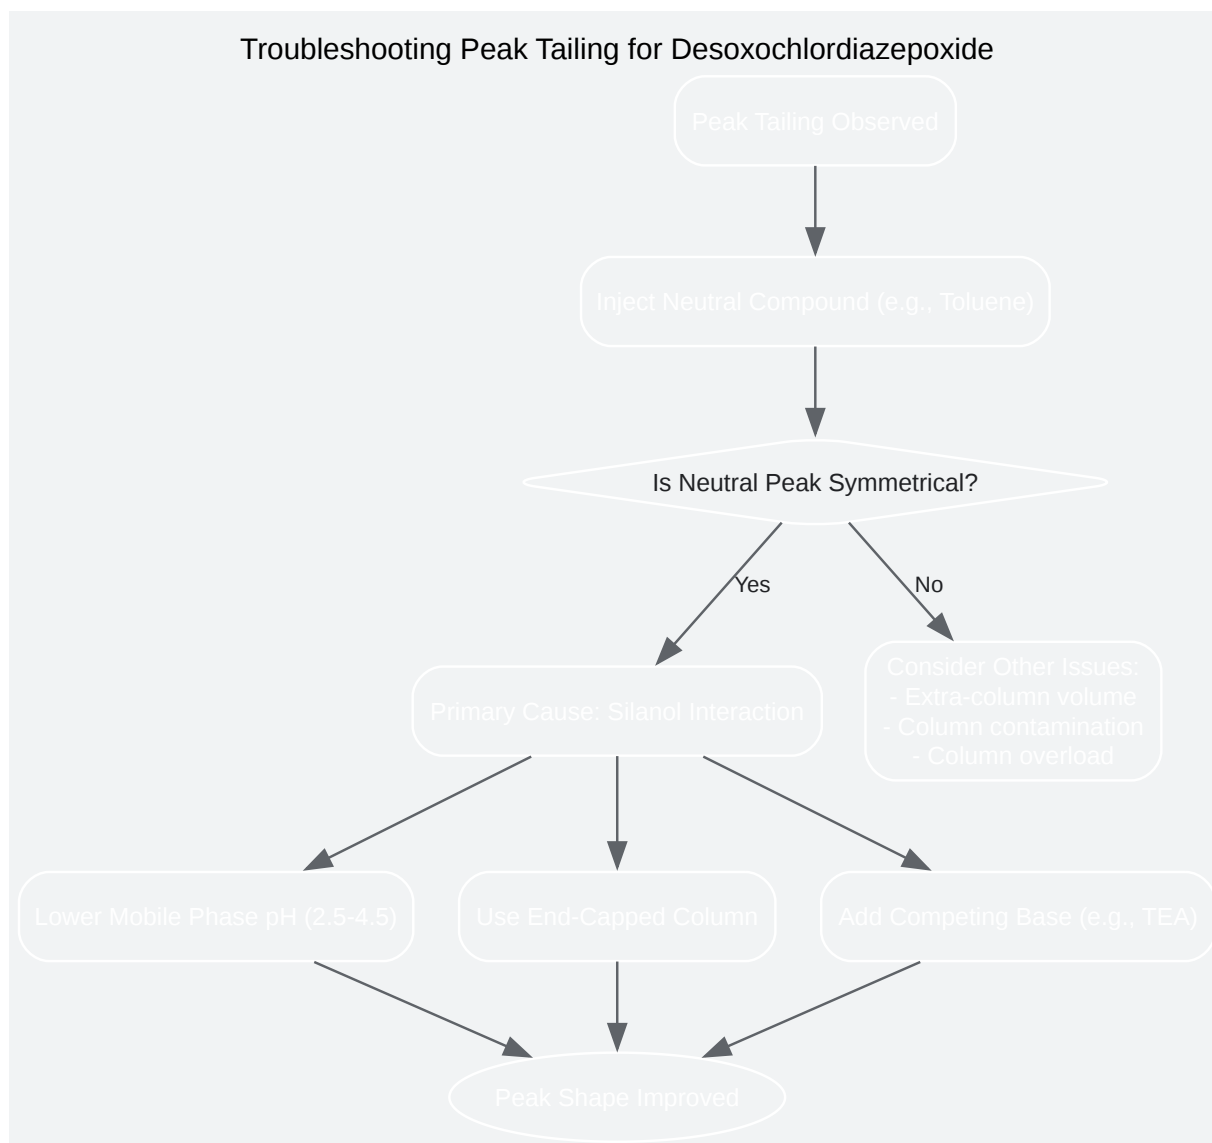 Troubleshooting Peak Tailing for Desoxochlordiazepoxide
Peak Tailing Observed
Inject Neutral Compound (e.g., Toluene)
Is Neutral Peak Symmetrical?
Yes
No
Consider Other Issues:
- Extra-column volume
- Column contamination
- Column overload
Primary Cause: Silanol Interaction
Lower Mobile Phase pH (2.5-4.5)
Use End-Capped Column
Add Competing Base (e.g., TEA)
Peak Shape Improved